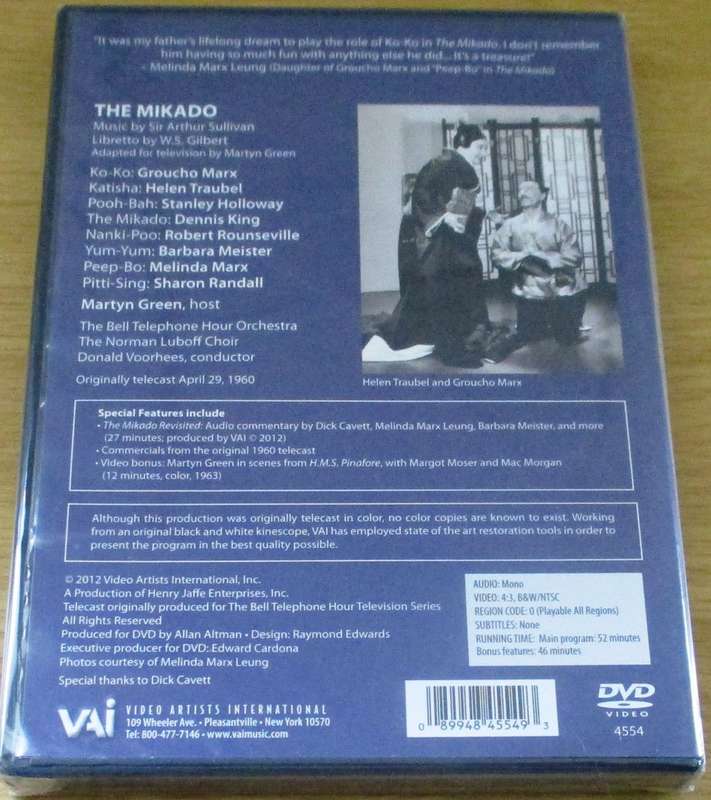 "It was my father's lifelong dream to play the role of Ko-Ko in The Mikado. I don't remember
him having so much fun with anything else he did... It's a treasure!"
– Melinda Marx Leung (Daughter of Groucho Marx and "Peep-Bo" in The Mikado)
THE MIKADO
Music by Sir Arthur Sullivan
Libretto by W.S. Gilbert
Adapted for television by Martyn Green
Ko-Ko: Groucho Marx
Katisha: Helen Traubel
Pooh-Bah: Stanley Holloway
The Mikado: Dennis King
Nanki-Poo: Robert Rounseville
Yum-Yum: Barbara Meister
Peep-Bo: Melinda Marx
Pitti-Sing: Sharon Randall
Martyn Green, host
The Bell Telephone Hour Orchestra
The Norman Luboff Choir
Donald Voorhees, conductor
Originally telecast April 29, 1960
Helen Traubel and Groucho Marx
Special Features include
• The Mikado Revisited: Audio commentary by Dick Cavett, Melinda Marx Leung, Barbara Meister, and more
(27 minutes; produced by VAI © 2012)
• Commercials from the original 1960 telecast
• Video bonus: Martyn Green in scenes from H.M.S. Pinafore, with Margot Moser and Mac Morgan
(12 minutes, color, 1963)
Although this production was originally telecast in color, no color copies are known to exist. Working
from an original black and white kinescope, VAI has employed state of the art restoration tools in order to
present the program in the best quality possible.
© 2012 Video Artists International, Inc.
A Production of Henry Jaffe Enterprises, Inc.
Telecast originally produced for The Bell Telephone Hour Television Series
All Rights Reserved
Produced for DVD by Allan Altman • Design: Raymond Edwards
Executive producer for DVD: Edward Cardona
Photos courtesy of Melinda Marx Leung
Special thanks to Dick Cavett
AUDIO: Mono
VIDEO: 4:3, B&W/NTSC
REGION CODE: 0 (Playable All Regions)
SUBTITLES: None
RUNNING TIME: Main program: 52 minutes
Bonus features: 46 minutes
VAI VIDEO ARTISTS INTERNATIONAL
109 Wheeler Ave. • Pleasantville • New York 10570
Tel: 800-477-7146 • www.vaimusic.com
0 89948 45549 3
DVD
VIDEO
4554